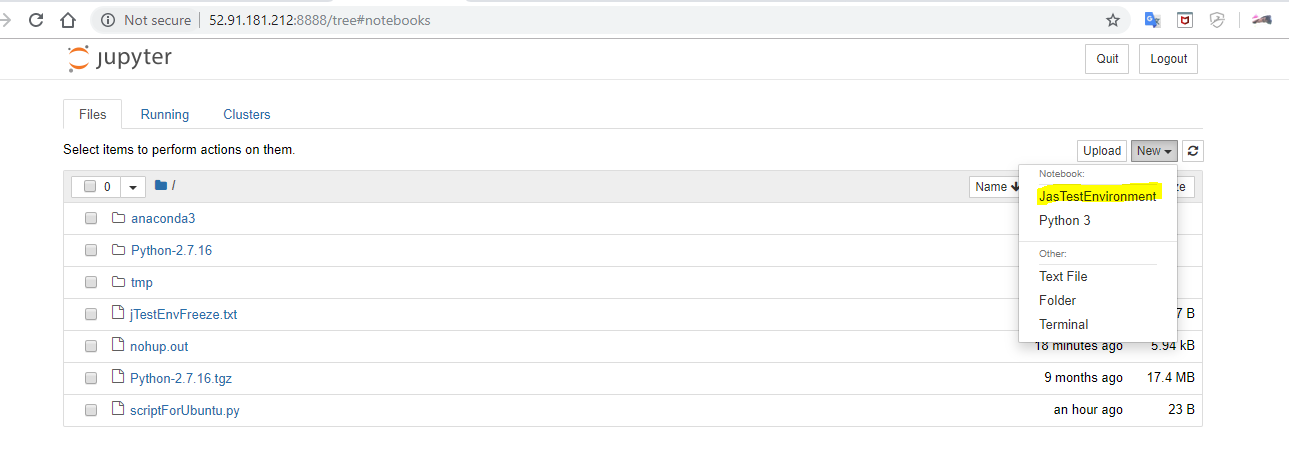 Not secure 52.91.181.212:8888/tree#notebooks
jupyter Quit Logout
Files Running Clusters
Select items to perform actions on them. Upload New
0 / Name
Notebook:
JasTestEnvironment
Python 3
Other:
Text File
Folder
Terminal
anaconda3
Python-2.7.16
tmp
jTestEnvFreeze.txt 7 B
nohup.out 18 minutes ago 5.94 kB
Python-2.7.16.tgz 9 months ago 17.4 MB
scriptForUbuntu.py an hour ago 23 B